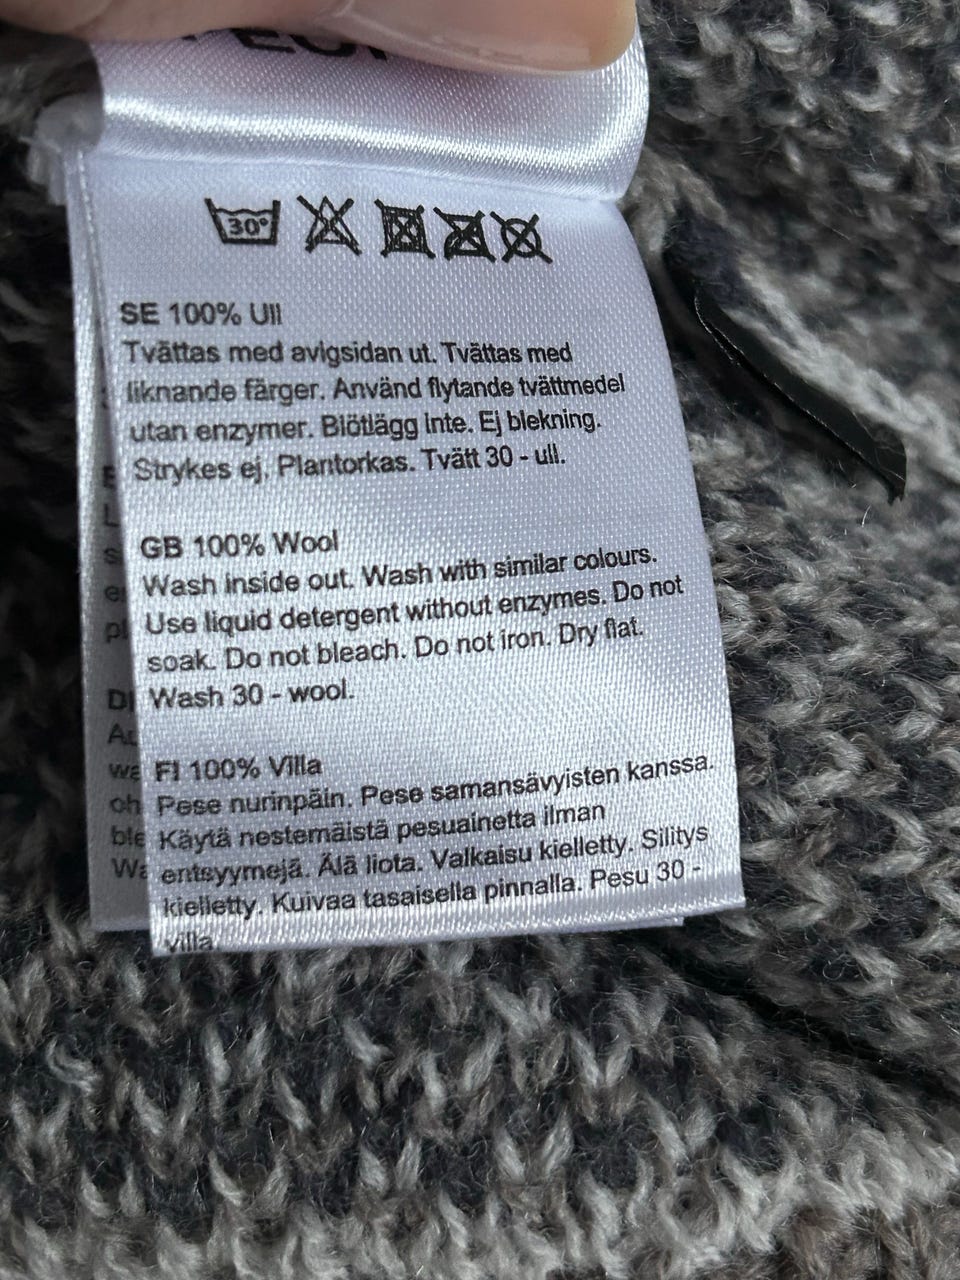 30°
SE 100% Ull
Tvättas med avigsidan ut. Tvättas med
liknande färger. Använd flytande tvättmedel
utan enzymer. Blötlägg inte. Ej blekning.
Strykes ej. Plantorkas. Tvätt 30 - ull.
GB 100% Wool
Wash inside out. Wash with similar colours.
Use liquid detergent without enzymes. Do not
soak. Do not bleach. Do not iron. Dry flat.
Wash 30 - wool.
FI 100% Villa
Pese nurinpäin. Pese samansävyisten kanssa.
Käytä nestemäistä pesuainetta ilman
entsyymejä. Älä liota. Valkaisu kielletty. Silitys
kielletty. Kuivaa tasaisella pinnalla. Pesu 30 -
villa.